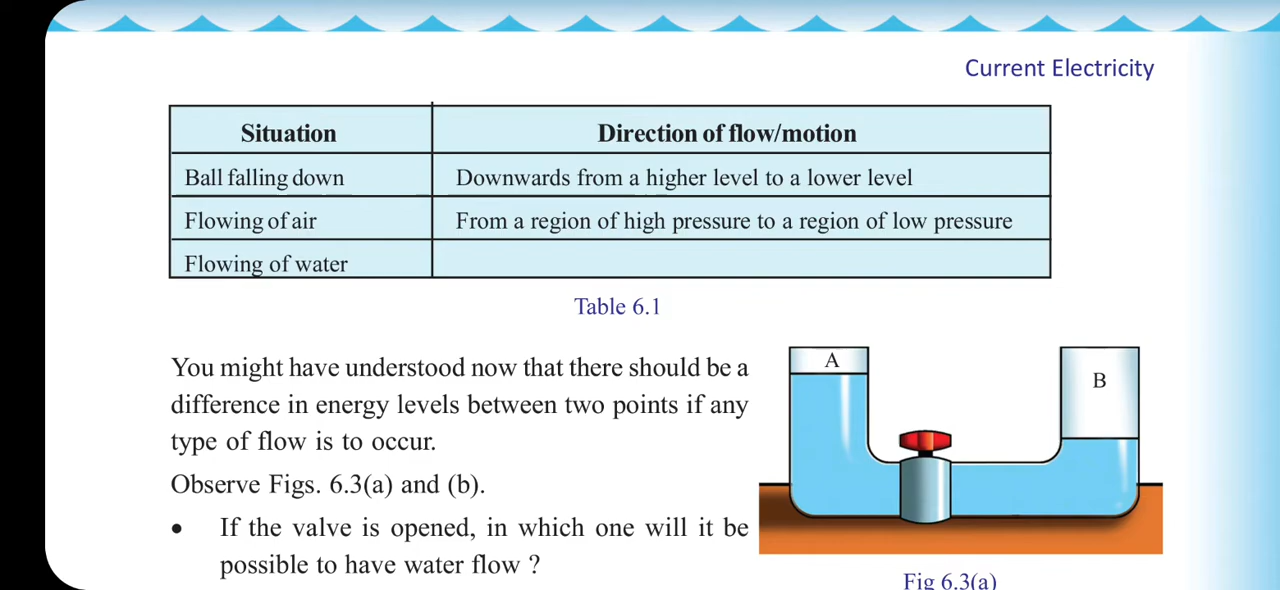 Current Electricity
Situation Direction of flow/motion
Ball falling down Downwards from a higher level to a lower level
Flowing of air From a region of high pressure to a region of low pressure
Flowing of water
Table 6.1
You might have understood now that there should be a
difference in energy levels between two points if any
type of flow is to occur.
Observe Figs. 6.3(a) and (b).
• If the valve is opened, in which one will it be
possible to have water flow ?
A
B
Fig 6.3(a)